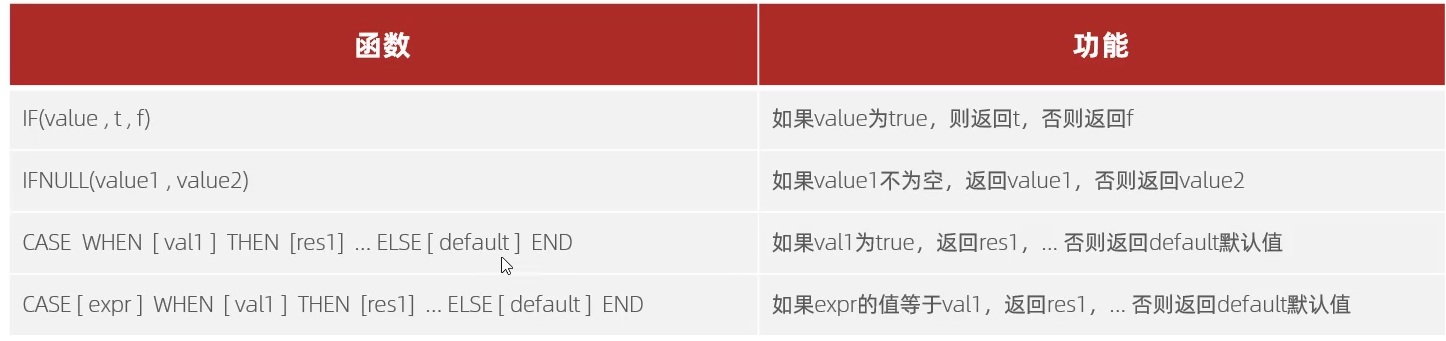 函数 功能
IF(value , t , f) 如果value为true，则返回t，否则返回f
IFNULL(value1 , value2) 如果value1不为空，返回value1，否则返回value2
CASE WHEN [ val1 ] THEN [res1] ... ELSE [ default ] END 如果val1为true，返回res1，... 否则返回default默认值
CASE [ expr ] WHEN [ val1 ] THEN [res1] ... ELSE [ default ] END 如果expr的值等于val1，返回res1，... 否则返回default默认值